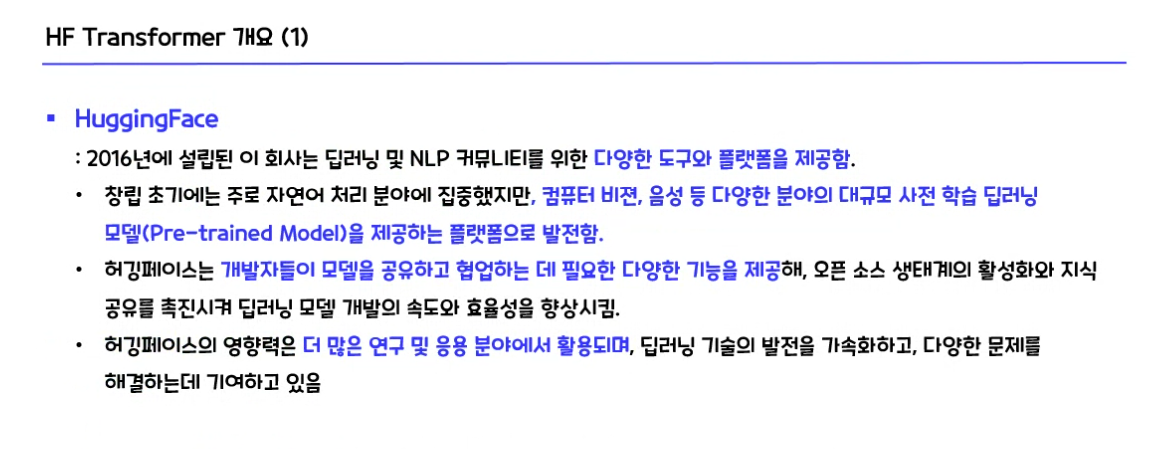 HF Transformer 개요 (1)
▪ HuggingFace
: 2016년에 설립된 이 회사는 딥러닝 및 NLP 커뮤니티를 위한 다양한 도구와 플랫폼을 제공함.
• 창립 초기에는 주로 자연어 처리 분야에 집중했지만, 컴퓨터 비젼, 음성 등 다양한 분야의 대규모 사전 학습 딥러닝
모델(Pre-trained Model)을 제공하는 플랫폼으로 발전함.
• 허깅페이스는 개발자들이 모델을 공유하고 협업하는 데 필요한 다양한 기능을 제공해, 오픈 소스 생태계의 활성화와 지식
공유를 촉진시켜 딥러닝 모델 개발의 속도와 효율성을 향상시킴.
• 허깅페이스의 영향력은 더 많은 연구 및 응용 분야에서 활용되며, 딥러닝 기술의 발전을 가속화하고, 다양한 문제를
해결하는데 기여하고 있음